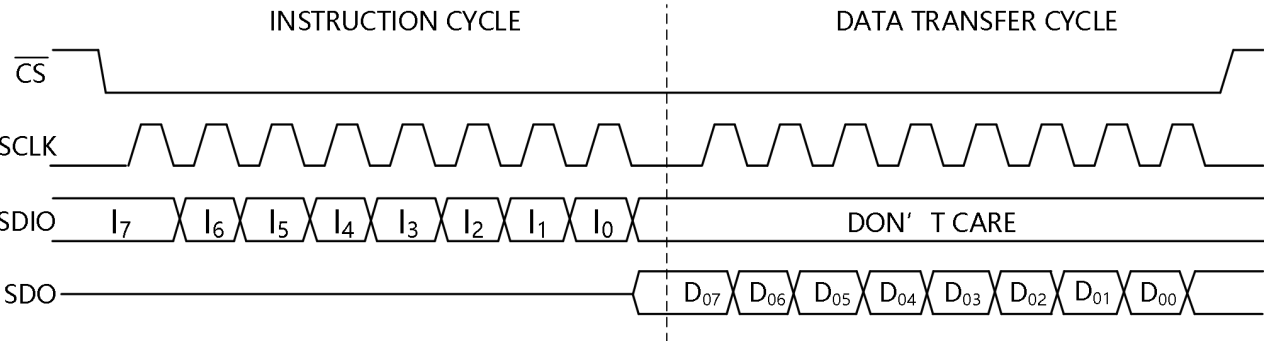 INSTRUCTION CYCLE DATA TRANSFER CYCLE
CS
SCLK
SDIO I7 I6 I5 I4 I3 I2 I1 I0 DON'T CARE
SDO D07 D06 D05 D04 D03 D02 D01 D00